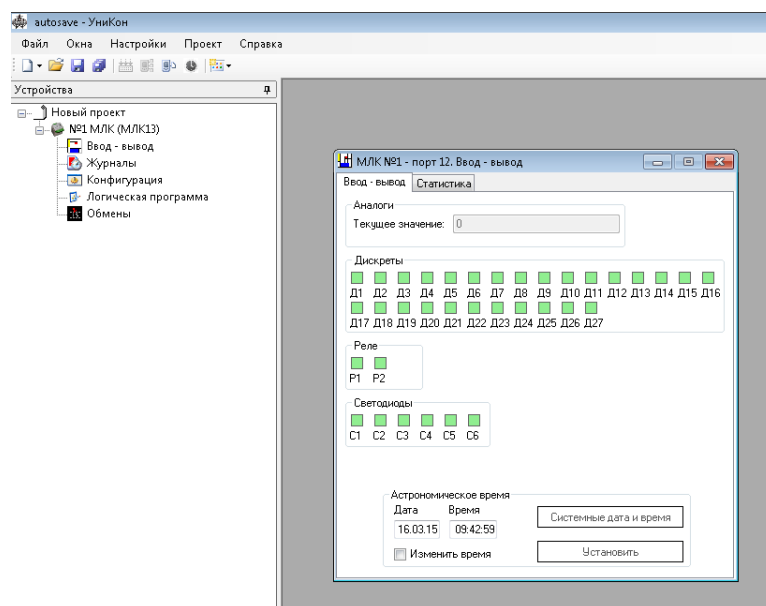 autosave - УниКон
Файл Окна Настройки Проект Справка
Устройства
Новый проект
№1 МЛК (МЛК13)
Ввод - вывод
Журналы
Конфигурация
Логическая программа
Обмены
МЛК №1 - порт 12. Ввод - вывод
Ввод - вывод Статистика
Аналоги
Текущее значение: 0
Дискреты
Д1 Д2 Д3 Д4 Д5 Д6 Д7 Д8 Д9 Д10 Д11 Д12 Д13 Д14 Д15 Д16
Д17 Д18 Д19 Д20 Д21 Д22 Д23 Д24 Д25 Д26 Д27
Реле
Р1 Р2
Светодиоды
С1 С2 С3 С4 С5 С6
Астрономическое время
Дата Время
16.03.15 09:42:59
Системные дата и время
Изменить время
Установить